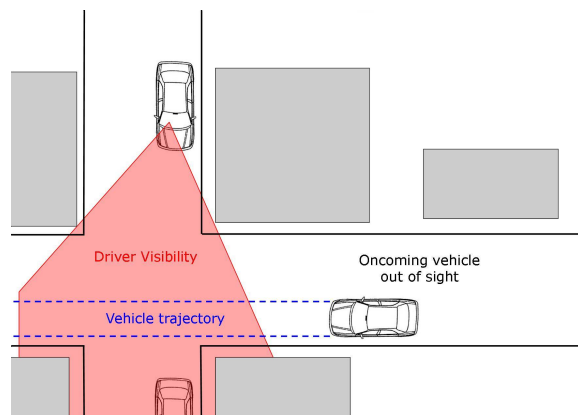 Driver Visibility
Oncoming vehicle
out of sight
Vehicle trajectory